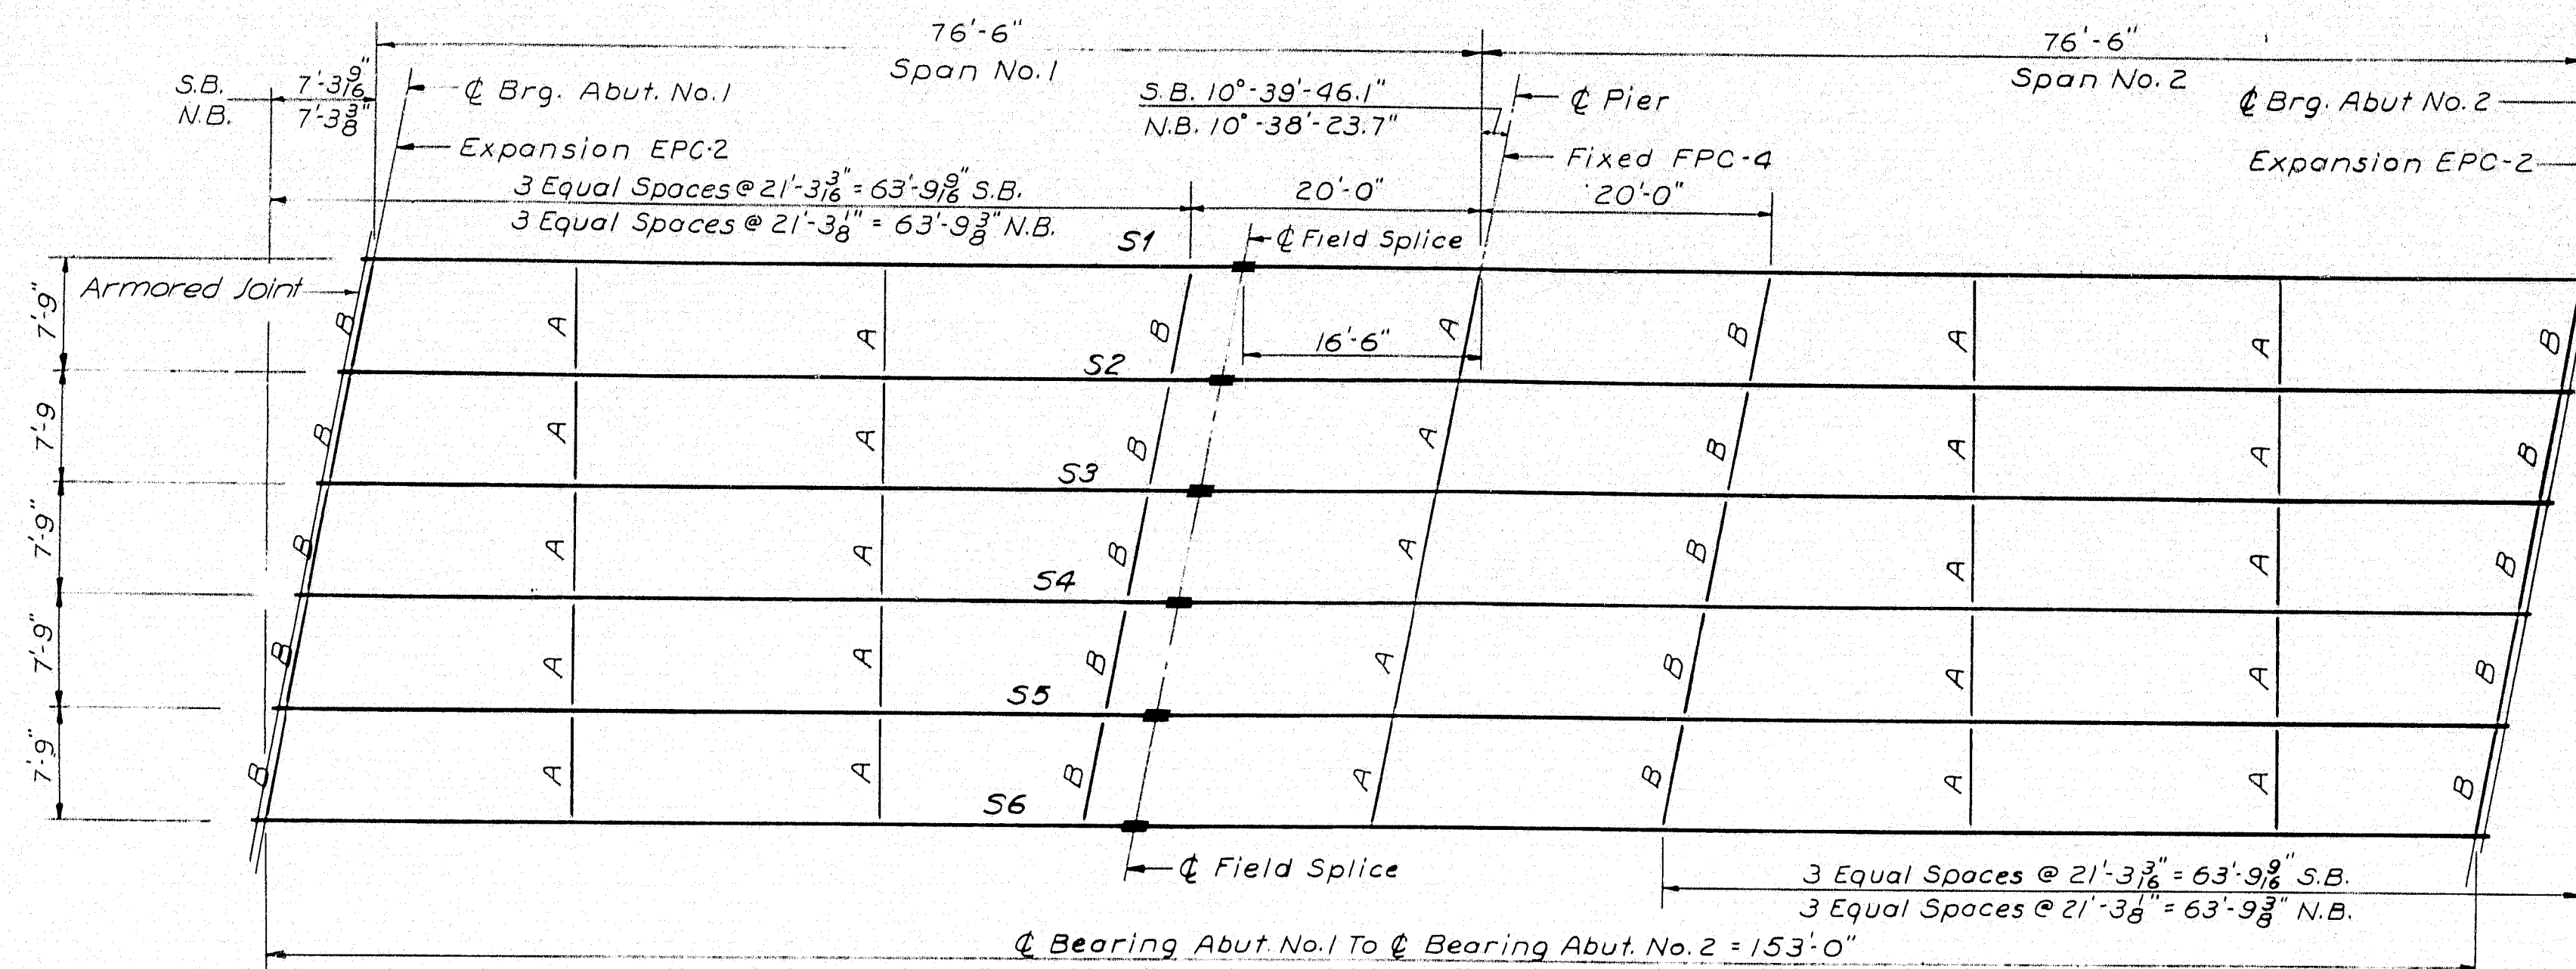 76'-6"
Span No. 1
76'-6"
Span No. 2
S.B. 7'-3 9/16"
N.B. 7'-3 3/8"
℄ Brg. Abut. No. 1
Expansion EPC-2
S.B. 10°-39'-46.1"
N.B. 10°-38'-23.7"
℄ Pier
Fixed FPC-4
℄ Brg. Abut No. 2
Expansion EPC-2
3 Equal Spaces @ 21'-3 3/16" = 63'-9 9/16" S.B.
3 Equal Spaces @ 21'-3 1/8" = 63'-9 3/8" N.B.
20'-0"
20'-0"
S1
℄ Field Splice
Armored Joint
7'-9"
B A A B A B A A B
16'-6"
S2
7'-9
B A A B A B A A B
S3
7'-9"
B A A B A B A A B
S4
7'-9"
B A A B A B A A B
S5
7'-9"
B A A B A B A A B
S6
℄ Field Splice
3 Equal Spaces @ 21'-3 3/16" = 63'-9 9/16" S.B.
3 Equal Spaces @ 21'-3 1/8" = 63'-9 3/8" N.B.
℄ Bearing Abut. No. 1 To ℄ Bearing Abut. No. 2 = 153'-0"